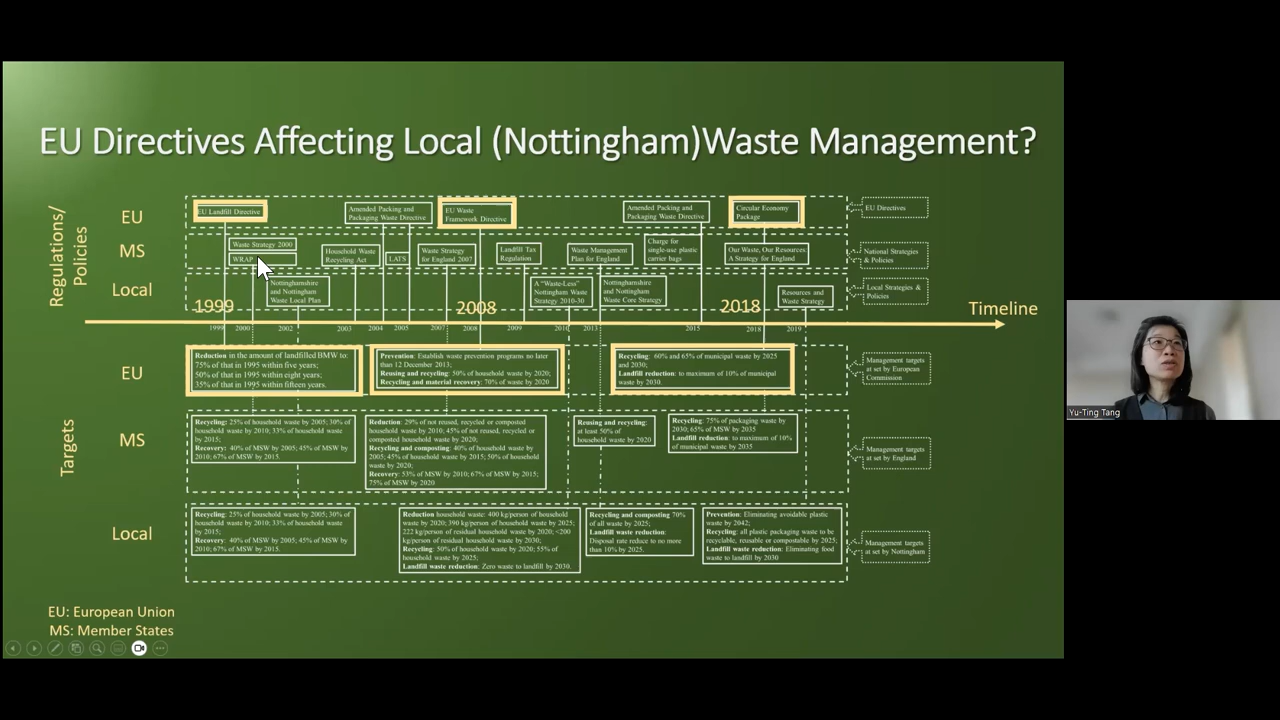 EU Directives Affecting Local (Nottingham)Waste Management?
Regulations/
Policies
EU
EU Landfill Directive
Amended Packing and
Packaging Waste Directive
EU Waste
Framework Directive
Amended Packing and
Packaging Waste Directive
Circular Economy
Package
EU Directives
MS
Waste Strategy 2000
WRAP
Household Waste
Recycling Act
LATS
Waste Strategy
for England 2007
Landfill Tax
Regulation
Waste Management
Plan for England
Charge for
single-use plastic
carrier bags
Our Waste, Our Resources:
A Strategy for England
National Strategies
& Policies
Local
Nottinghamshire
and Nottingham
Waste Local Plan
A "Waste-Less"
Nottingham Waste
Strategy 2010-30
Nottinghamshire
and Nottingham
Waste Core Strategy
Resources and
Waste Strategy
Local Strategies &
Policies
1999
2008
2018
Timeline
1999
2000
2002
2003
2004
2005
2007
2008
2009
2010
2013
2015
2018
2019
Targets
EU
Reduction in the amount of landfilled BMW to:
75% of that in 1995 within five years;
50% of that in 1995 within eight years;
35% of that in 1995 within fifteen years.
Prevention: Establish waste prevention programs no later
than 12 December 2013;
Reusing and recycling: 50% of household waste by 2020;
Recycling and material recovery: 70% of waste by 2020
Recycling: 60% and 65% of municipal waste by 2025
and 2030;
Landfill reduction: to maximum of 10% of municipal
waste by 2030.
Management targets
at set by European
Commission
MS
Recycling: 25% of household waste by 2005; 30% of
household waste by 2010; 33% of household waste
by 2015;
Recovery: 40% of MSW by 2005; 45% of MSW by
2010; 67% of MSW by 2015.
Reduction: 29% of not reused, recycled or composted
household waste by 2010, 45% of not reused, recycled or
composted household waste by 2020;
Recycling and composting: 40% of household waste by
2005; 45% of household waste by 2015; 50% of household
waste by 2020;
Recovery: 53% of MSW by 2010; 67% of MSW by 2015;
75% of MSW by 2020
Reusing and recycling:
at least 50% of
household waste by 2020
Recycling: 75% of packaging waste by
2030; 65% of MSW by 2035
Landfill reduction: to maximum of 10%
of municipal waste by 2035
Management targets
at set by England
Local
Recycling: 25% of household waste by 2005; 30% of
household waste by 2010; 33% of household waste
by 2015;
Recovery: 40% of MSW by 2005; 45% of MSW by
2010; 67% of MSW by 2015.
Reduction household waste: 400 kg/person of household
waste by 2020; 390 kg/person of household waste by 2025;
222 kg/person of residual household waste by 2020; <200
kg/person of residual household waste by 2030;
Recycling: 50% of household waste by 2020; 55% of
household waste by 2025;
Landfill waste reduction: Zero waste to landfill by 2030.
Recycling and composting 70%
of all waste by 2025;
Landfill waste reduction:
Disposal rate reduce to no more
than 10% by 2025.
Prevention: Eliminating avoidable plastic
waste by 2042;
Recycling: all plastic packaging waste to be
recyclable, reusable or compostable by 2025;
Landfill waste reduction: Eliminating food
waste to landfill by 2030
Management targets
at set by Nottingham
EU: European Union
MS: Member States
Yu-Ting Tang